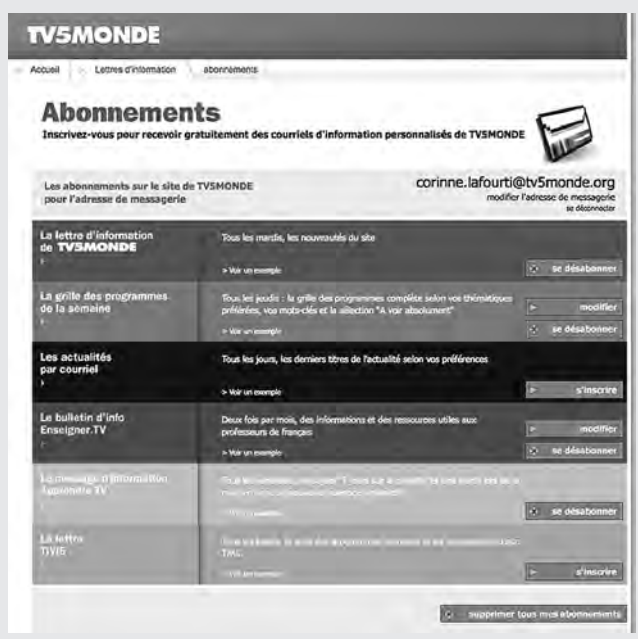 TV5MONDE
Accueil > Lettres d'information > abonnements
Abonnements
Inscrivez-vous pour recevoir gratuitement des courriels d'information personnalisés de TV5MONDE
Les abonnements sur le site de TV5MONDE
pour l'adresse de messagerie
corinne.lafourti@tv5monde.org
modifier l'adresse de messagerie
se déconnecter
La lettre d'information
de TV5MONDE
Tous les mardis, les nouveautés du site
> Voir un exemple
se désabonner
La grille des programmes
de la semaine
Tous les jeudis : la grille des programmes complète selon vos thématiques
préférées, vos mots-clés et la sélection "A voir absolument"
> Voir un exemple
modifier
se désabonner
Les actualités
par courriel
Tous les jours, les derniers titres de l'actualité selon vos préférences
> Voir un exemple
s'inscrire
Le bulletin d'info
Enseigner.TV
Deux fois par mois, des informations et des ressources utiles aux
professeurs de français
> Voir un exemple
modifier
se désabonner
Le message d'information
Apprendre TV
se désabonner
La lettre
TiVi5
s'inscrire
supprimer tous mes abonnements